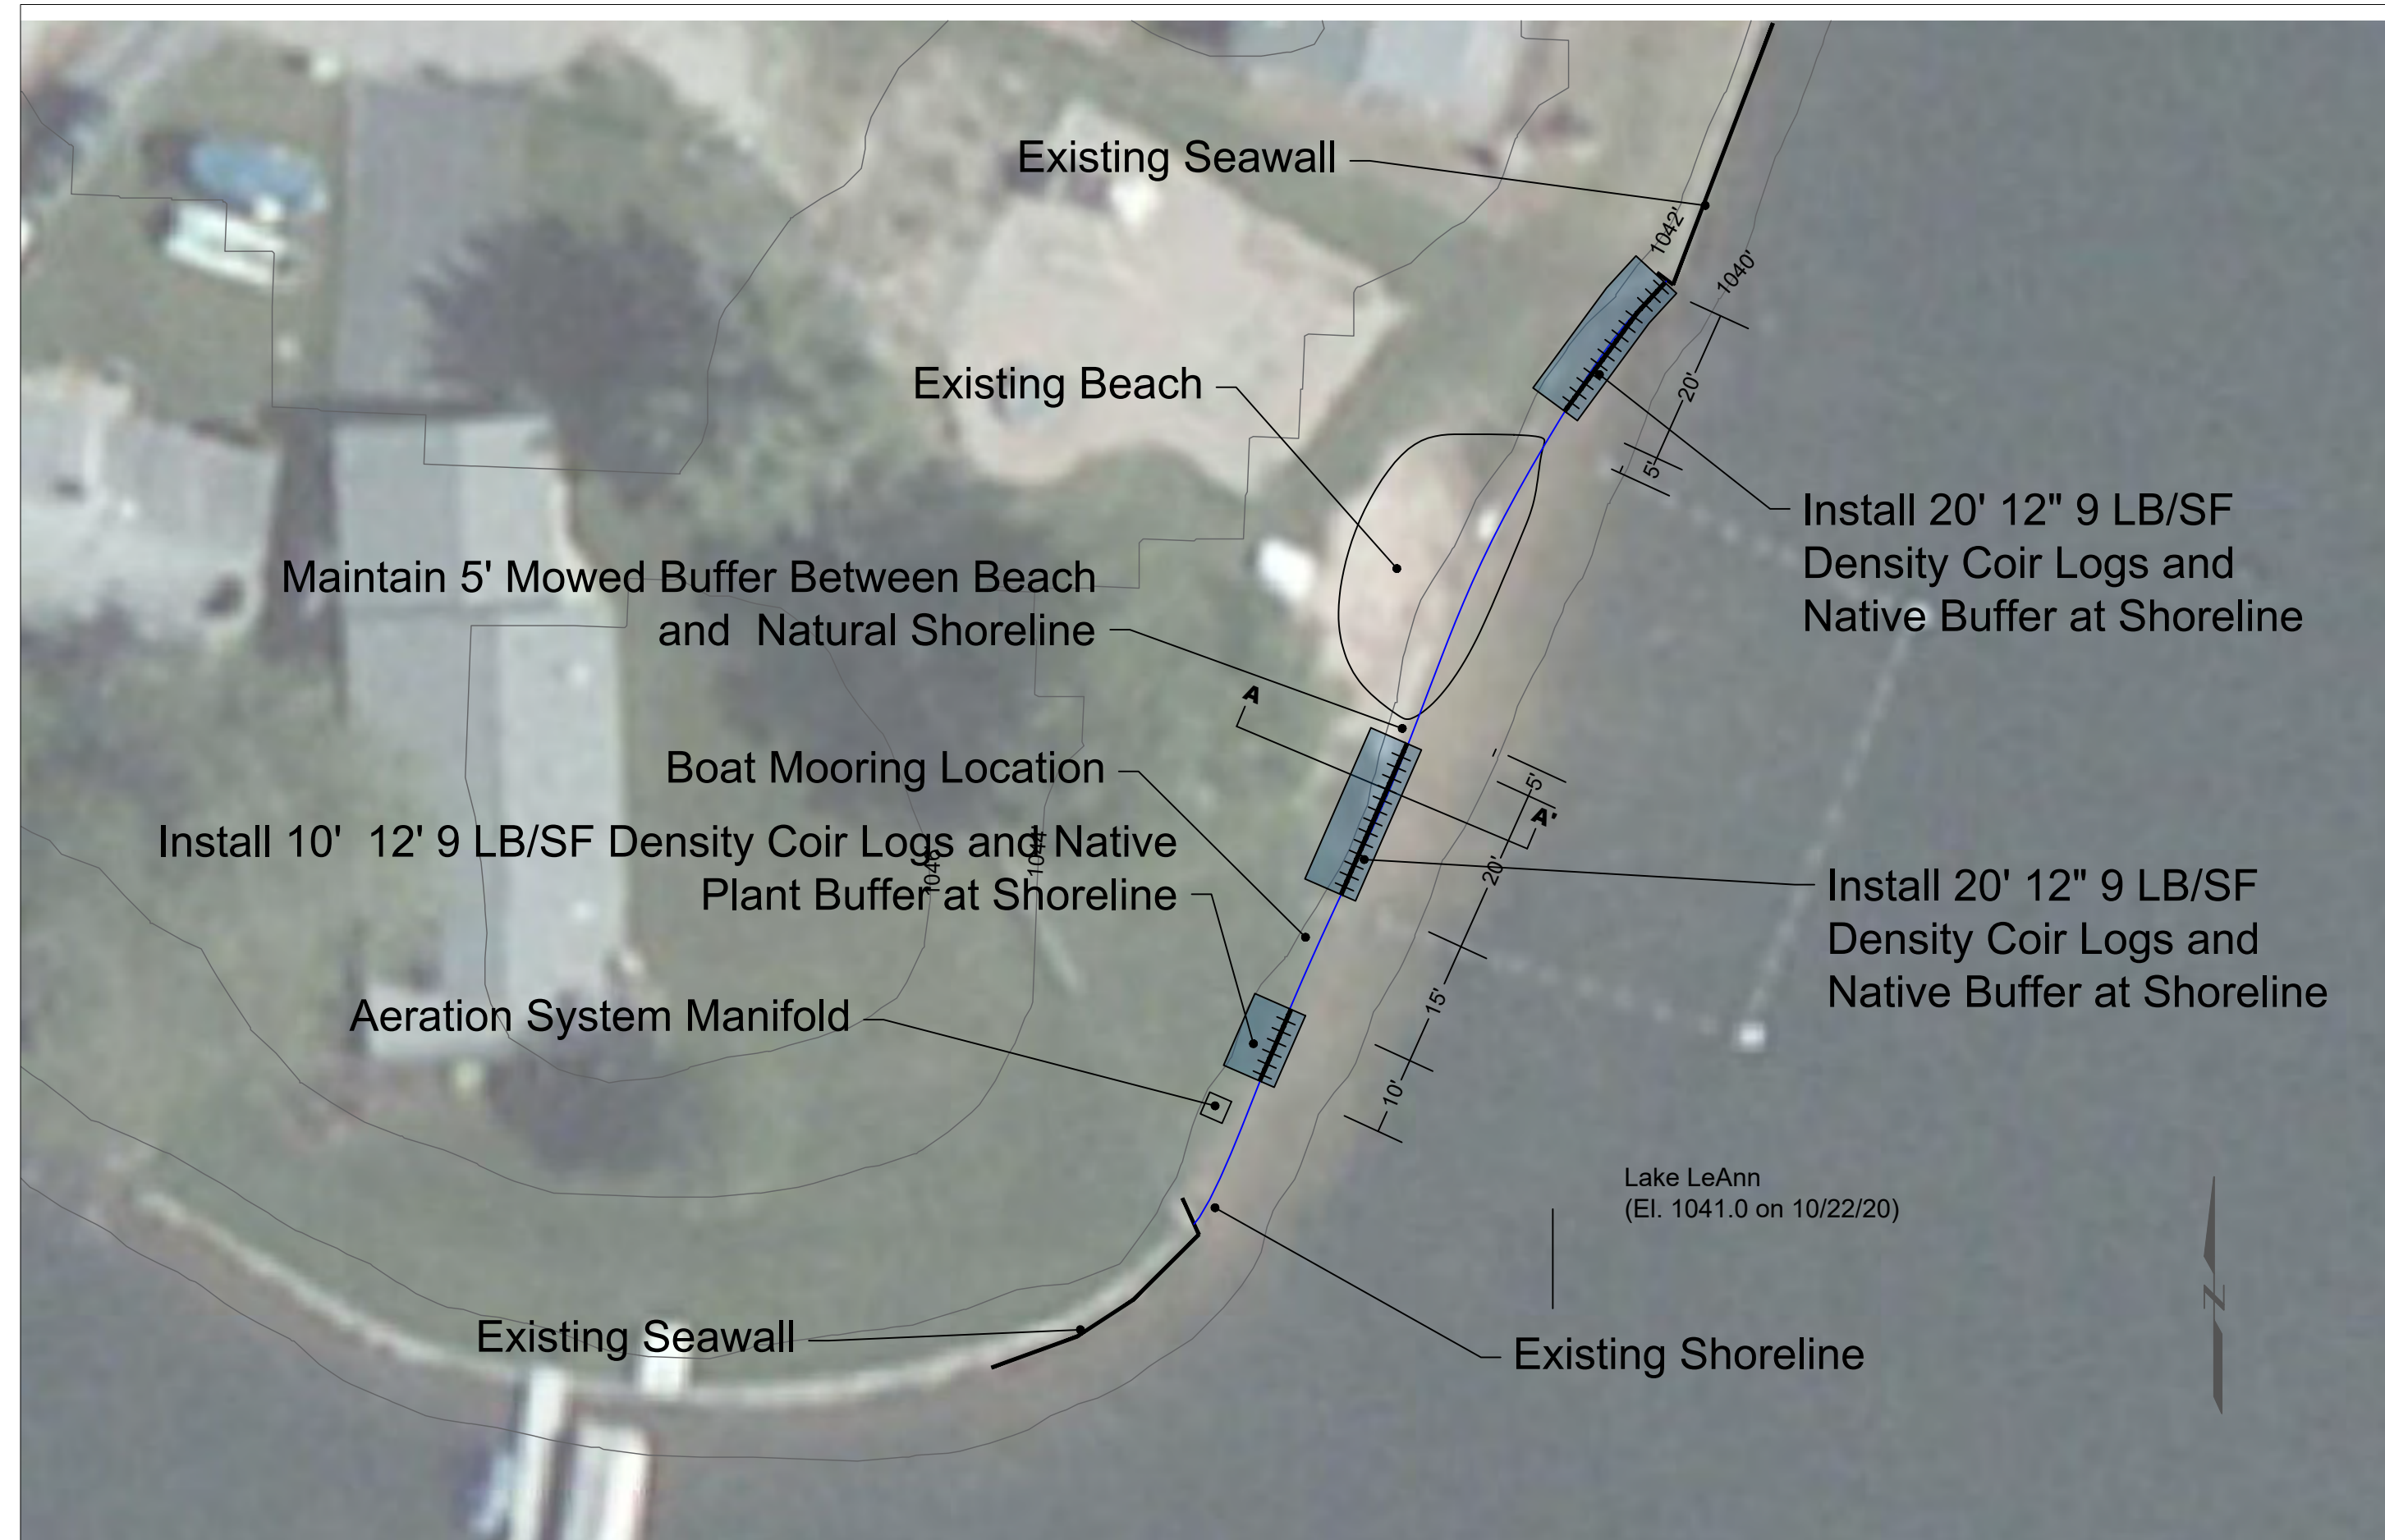 Existing Seawall
1042'
1040'
Existing Beach
20'
5'
Install 20' 12" 9 LB/SF
Density Coir Logs and
Native Buffer at Shoreline
Maintain 5' Mowed Buffer Between Beach
and  Natural Shoreline
A
Boat Mooring Location
5'
A'
Install 10'  12' 9 LB/SF Density Coir Logs and Native
Plant Buffer at Shoreline
1046
1044
20'
Install 20' 12" 9 LB/SF
Density Coir Logs and
Native Buffer at Shoreline
Aeration System Manifold
15'
10'
Lake LeAnn
(El. 1041.0 on 10/22/20)
Existing Seawall
Existing Shoreline
Z